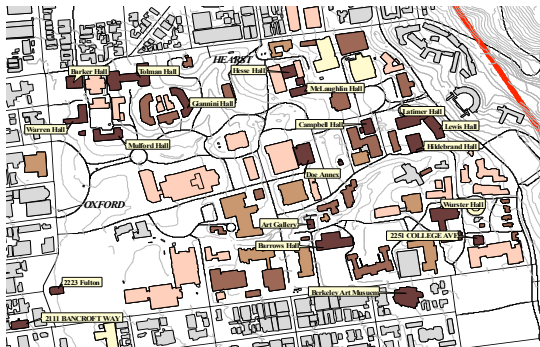 HEARST
Barker Hall
Tolman Hall
Hesse Hall
McLaughlin Hall
Giannini Hall
Latimer Hall
Campbell Hall
Lewis Hall
Warren Hall
Mulford Hall
Hildebrand Hall
Doe Annex
OXFORD
Wurster Hall
Art Gallery
2251 COLLEGE AVE
Barrows Hall
2223 Fulton
Berkeley Art Musuem
2111 BANCROFT WAY